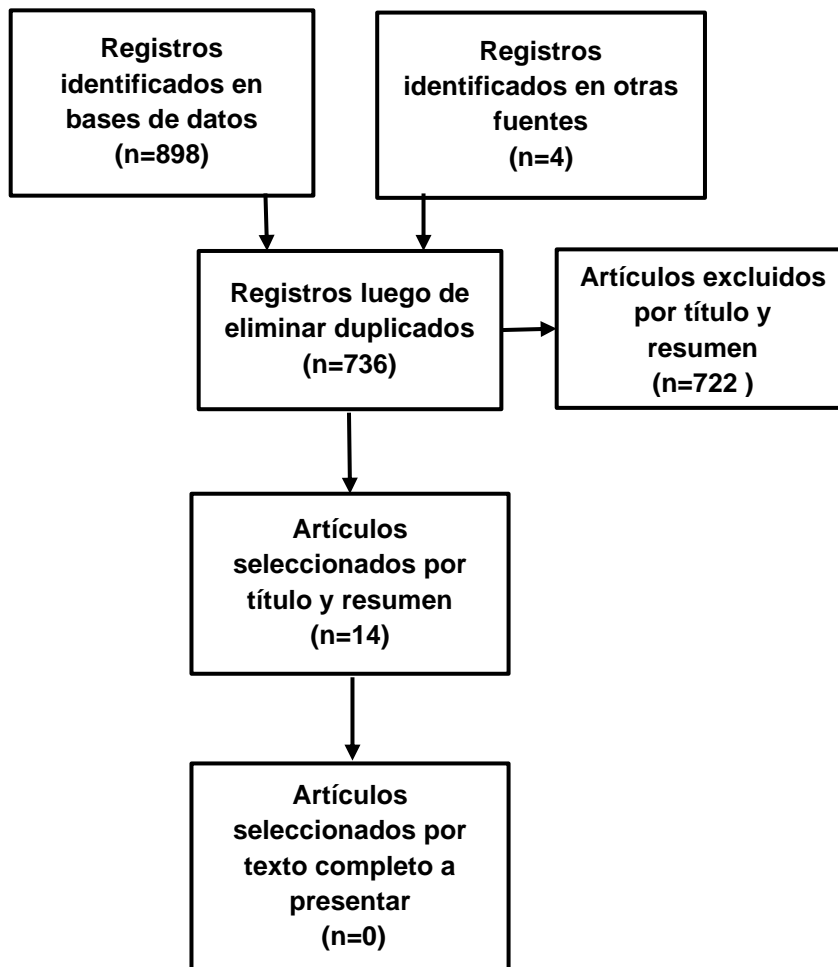 Registros
identificados en
bases de datos
(n=898)
Registros
identificados en otras
fuentes
(n=4)
Registros luego de
eliminar duplicados
(n=736)
Artículos excluidos
por título y
resumen
(n=722 )
Artículos
seleccionados por
título y resumen
(n=14)
Artículos
seleccionados por
texto completo a
presentar
(n=0)